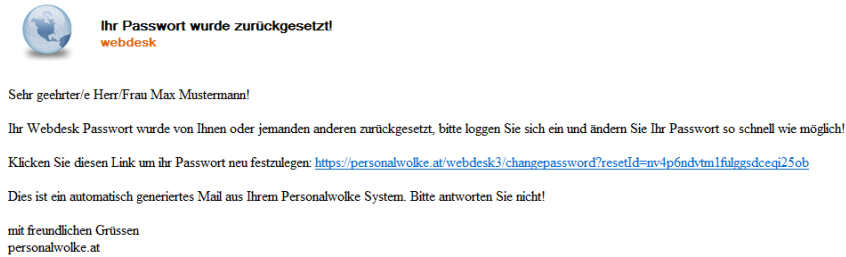 Ihr Passwort wurde zurückgesetzt!
webdesk
Sehr geehrter/e Herr/Frau Max Mustermann!
Ihr Webdesk Passwort wurde von Ihnen oder jemanden anderen zurückgesetzt, bitte loggen Sie sich ein und ändern Sie Ihr Passwort so schnell wie möglich!
Klicken Sie diesen Link um ihr Passwort neu festzulegen: https://personalwolke.at/webdesk3/changepassword?resetId=nv4p6ndvtm1fulggsdceqi25ob
Dies ist ein automatisch generiertes Mail aus Ihrem Personalwolke System. Bitte antworten Sie nicht!
mit freundlichen Grüssen
personalwolke.at